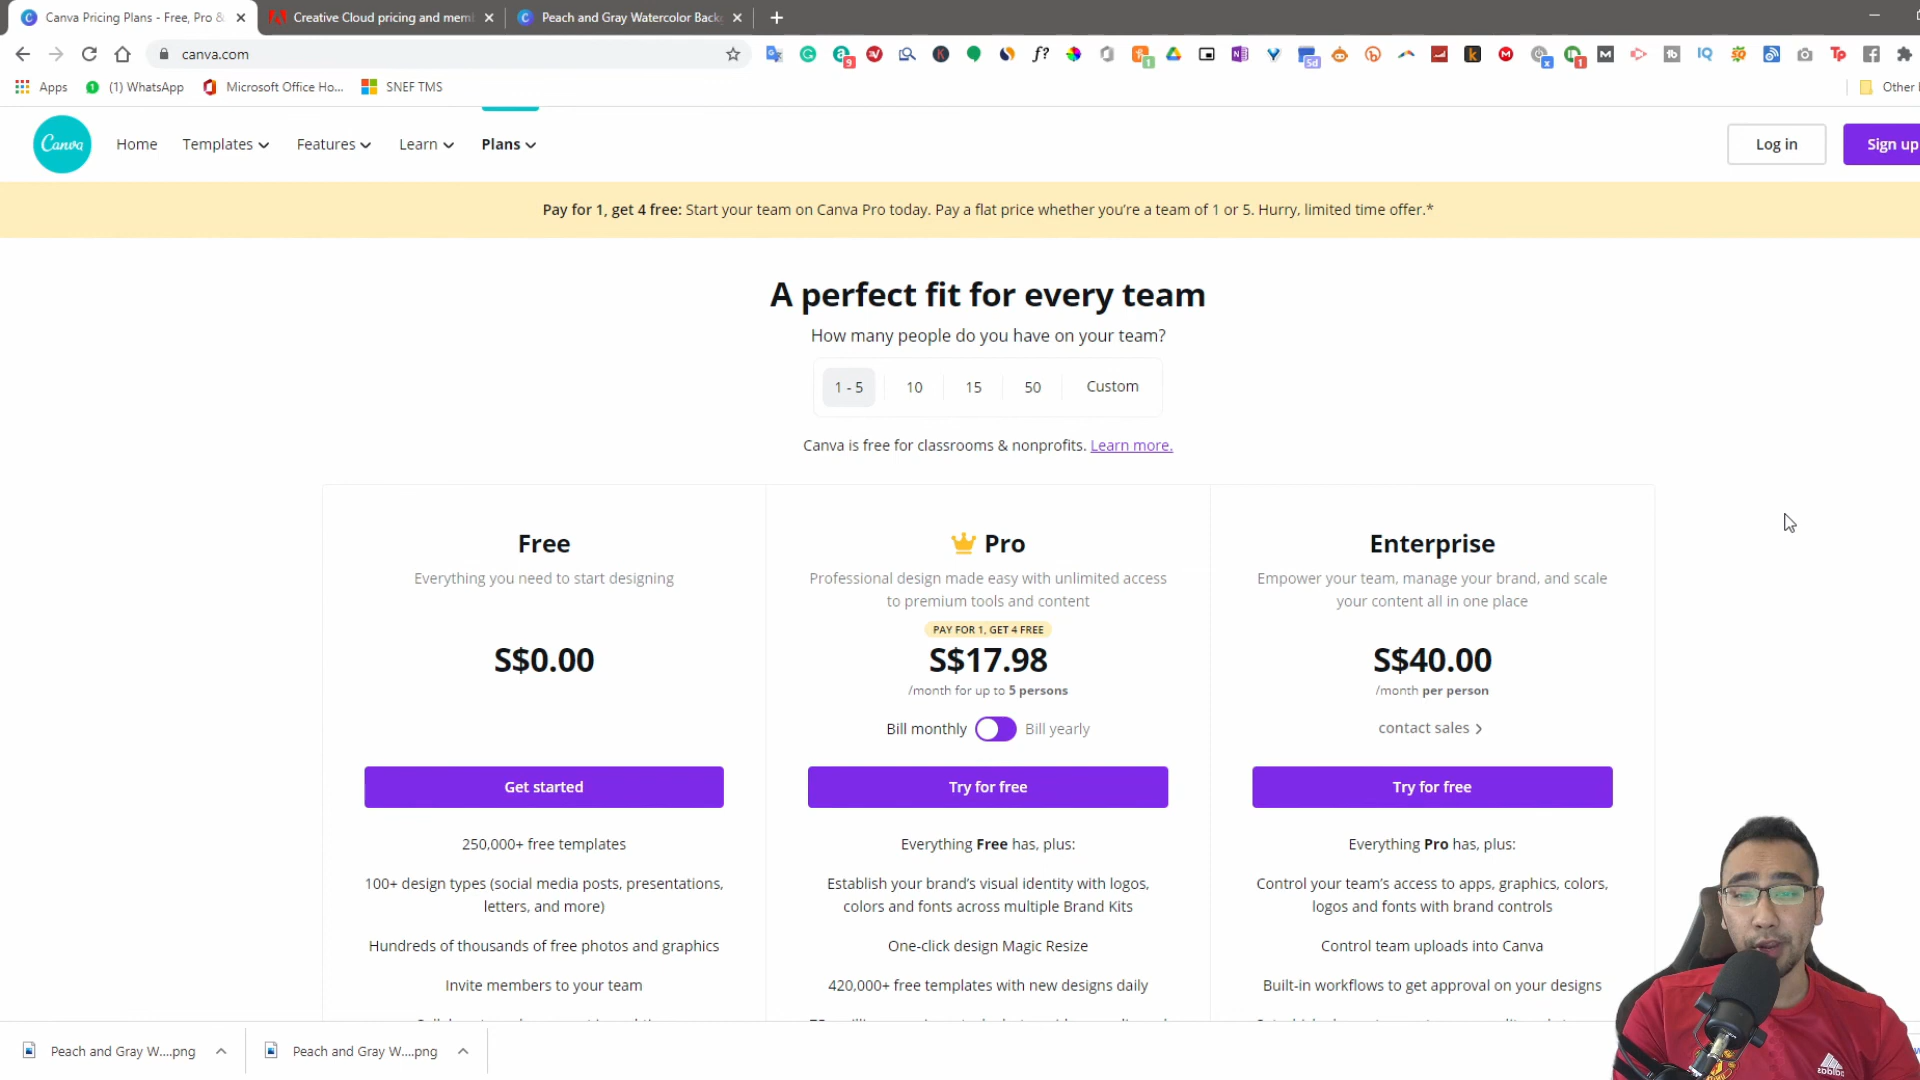 Canva Pricing Plans - Free, Pro &
Creative Cloud pricing and mem
Peach and Gray Watercolor Back
canva.com
Apps
(1) WhatsApp
Microsoft Office Ho...
SNEF TMS
Other
Canva
Home
Templates
Features
Learn
Plans
Log in
Sign up
Pay for 1, get 4 free: Start your team on Canva Pro today. Pay a flat price whether you’re a team of 1 or 5. Hurry, limited time offer.*
A perfect fit for every team
How many people do you have on your team?
1 - 5
10
15
50
Custom
Canva is free for classrooms & nonprofits. Learn more.
Free
Everything you need to start designing
S$0.00
Get started
250,000+ free templates
100+ design types (social media posts, presentations,
letters, and more)
Hundreds of thousands of free photos and graphics
Invite members to your team
Pro
Professional design made easy with unlimited access
to premium tools and content
PAY FOR 1, GET 4 FREE
S$17.98
/month for up to 5 persons
Bill monthly
Bill yearly
Try for free
Everything Free has, plus:
Establish your brand’s visual identity with logos,
colors and fonts across multiple Brand Kits
One-click design Magic Resize
420,000+ free templates with new designs daily
Enterprise
Empower your team, manage your brand, and scale
your content all in one place
S$40.00
/month per person
contact sales
Try for free
Everything Pro has, plus:
Control your team’s access to apps, graphics, colors,
logos and fonts with brand controls
Control team uploads into Canva
Built-in workflows to get approval on your designs
Peach and Gray W....png
Peach and Gray W....png
adidas